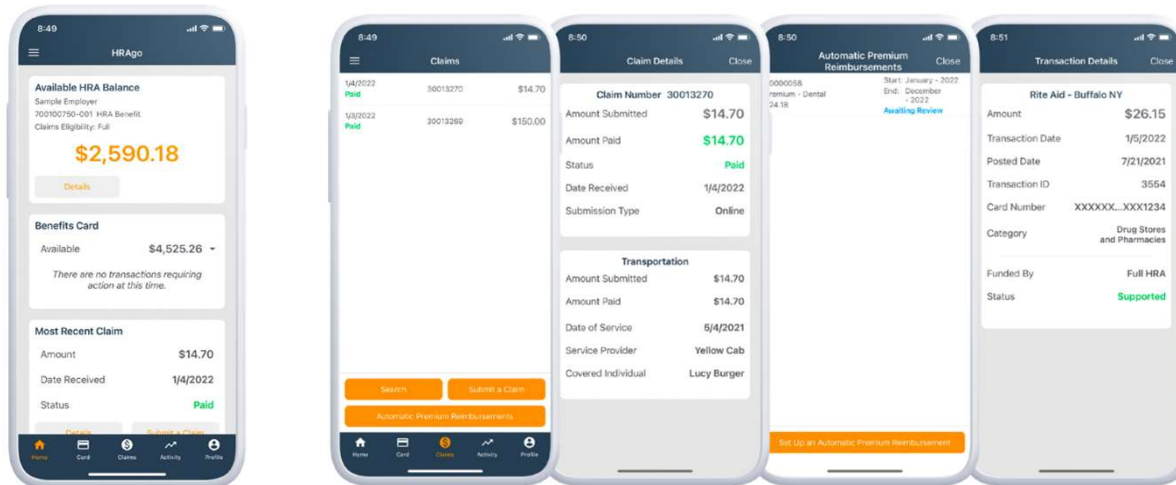 8:49
HRAgo
Available HRA Balance
Sample Employer
700100750-001 HRA Benefit
Claims Eligibility: Full
$2,590.18
Details
Benefits Card
Available $4,525.26
There are no transactions requiring
action at this time.
Most Recent Claim
Amount $14.70
Date Received 1/4/2022
Status Paid
Details Submit a Claim
Home Card Claims Activity Profile
8:49
Claims
1/4/2022 30013270 $14.70
Paid
1/3/2022 30013269 $150.00
Paid
Search Submit a Claim
Automatic Premium Reimbursements
Home Card Claims Activity Profile
8:50
Claim Details Close
Claim Number 30013270
Amount Submitted $14.70
Amount Paid $14.70
Status Paid
Date Received 1/4/2022
Submission Type Online
Transportation
Amount Submitted $14.70
Amount Paid $14.70
Date of Service 5/4/2021
Service Provider Yellow Cab
Covered Individual Lucy Burger
8:50
Automatic Premium
Reimbursements Close
0000058 Start: January - 2022
remium - Dental End: December
24.18 - 2022
Awaiting Review
Set Up an Automatic Premium Reimbursement
8:51
Transaction Details Close
Rite Aid - Buffalo NY
Amount $26.15
Transaction Date 1/5/2022
Posted Date 7/21/2021
Transaction ID 3554
Card Number XXXXXX...XXX1234
Category Drug Stores
and Pharmacies
Funded By Full HRA
Status Supported